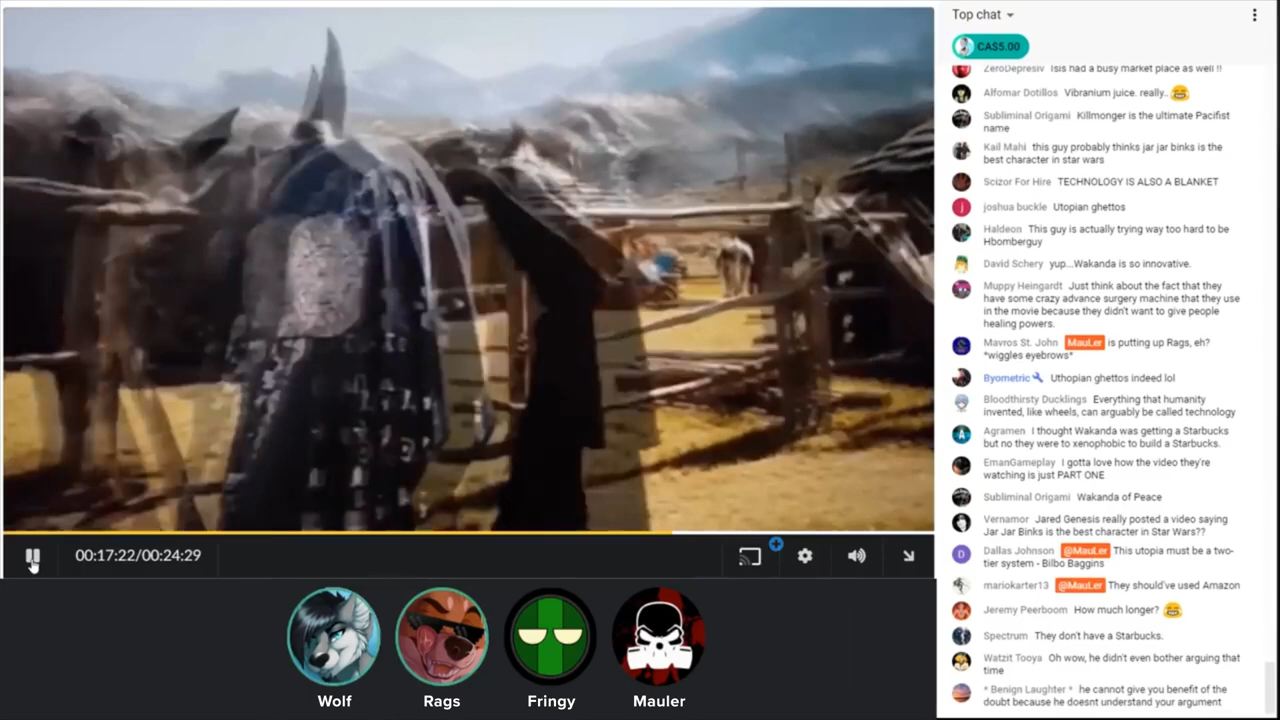 Top chat
CA$5.00
ZeroDepresiv Isis had a busy market place as well !!
Alfomar Dotillos Vibranium juice. really..
Subliminal Origami Killmonger is the ultimate Pacifist
name
Kail Mahi this guy probably thinks jar jar binks is the
best character in star wars
Scizor For Hire TECHNOLOGY IS ALSO A BLANKET
j
joshua buckle Utopian ghettos
Haldeon This guy is actually trying way too hard to be
Hbomberguy
David Schery yup...Wakanda is so innovative.
Muppy Heingardt Just think about the fact that they
have some crazy advance surgery machine that they use
in the movie because they didn't want to give people
healing powers.
Mavros St. John MauLer is putting up Rags, eh?
*wiggles eyebrows*
Byometric Uthopian ghettos indeed lol
Bloodthirsty Ducklings Everything that humanity
invented, like wheels, can arguably be called technology
A
Agramen I thought Wakanda was getting a Starbucks
but no they were to xenophobic to build a Starbucks.
EmanGameplay I gotta love how the video they're
watching is just PART ONE
Subliminal Origami Wakanda of Peace
Vernamor Jared Genesis really posted a video saying
Jar Jar Binks is the best character in Star Wars??
D
Dallas Johnson @MauLer This utopia must be a two-
tier system - Bilbo Baggins
mariokarter13 @MauLer They should've used Amazon
Jeremy Peerboom How much longer?
Spectrum They don't have a Starbucks.
Watzit Tooya Oh wow, he didn't even bother arguing that
time
* Benign Laughter * he cannot give you benefit of the
doubt because he doesnt understand your argument
00:17:22/00:24:29
Wolf
Rags
Fringy
Mauler